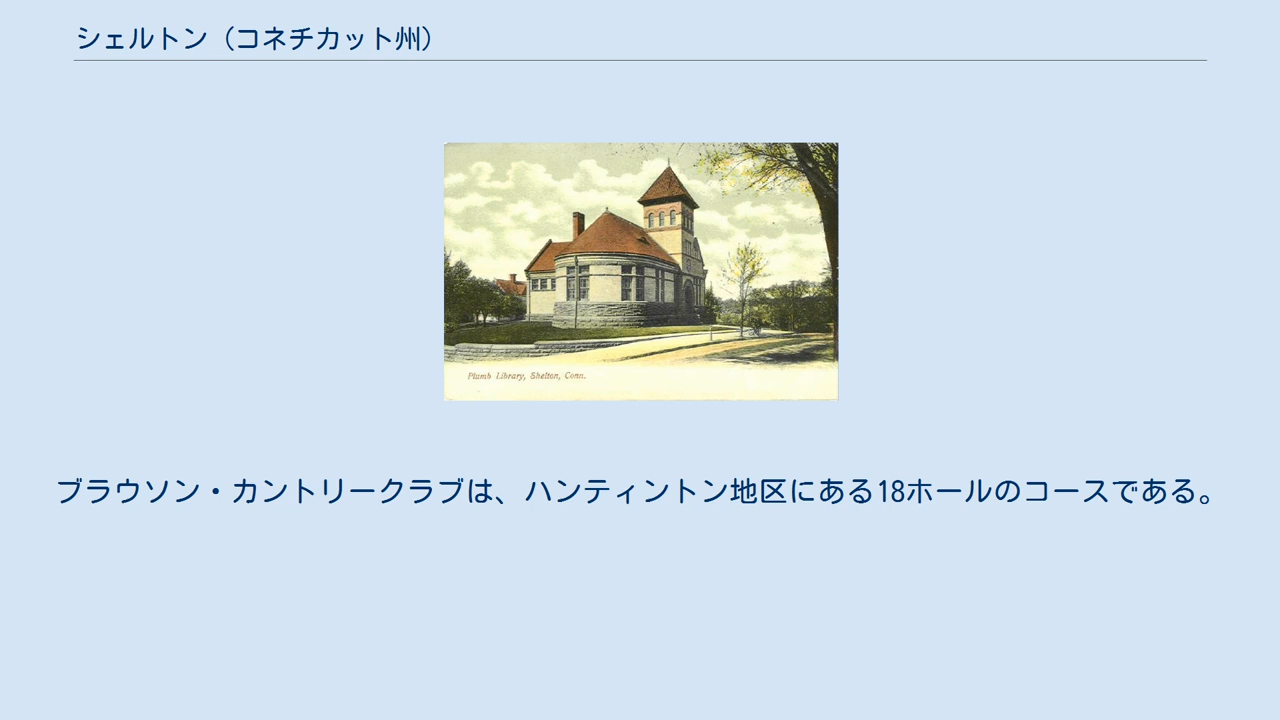 シェルトン（コネチカット州）
Plumb Library, Shelton, Conn.
ブラウソン・カントリークラブは、ハンティントン地区にある18ホールのコースである。